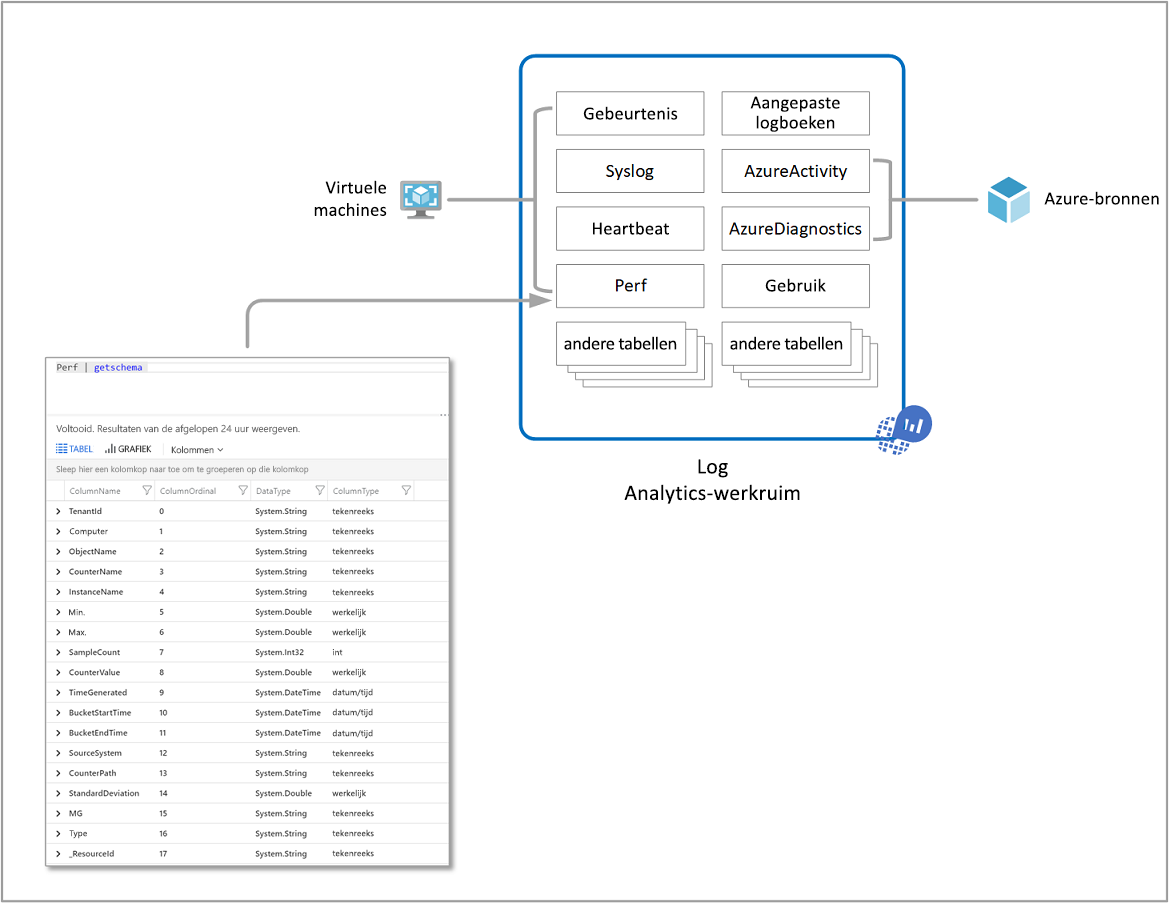 Gebeurtenis
Aangepaste
logboeken
Syslog
AzureActivity
Heartbeat
AzureDiagnostics
Perf
Gebruik
andere tabellen
andere tabellen
Virtuele
machines
Azure-bronnen
Log
Analytics-werkruim
Perf | getschema
Voltooid. Resultaten van de afgelopen 24 uur weergeven.
TABEL GRAFIEK Kolommen
Sleep hier een kolomkop naar toe om te groeperen op die kolomkop
ColumnName ColumnOrdinal DataType ColumnType
TenantId 0 System.String tekenreeks
Computer 1 System.String tekenreeks
ObjectName 2 System.String tekenreeks
CounterName 3 System.String tekenreeks
InstanceName 4 System.String tekenreeks
Min. 5 System.Double werkelijk
Max. 6 System.Double werkelijk
SampleCount 7 System.Int32 int
CounterValue 8 System.Double werkelijk
TimeGenerated 9 System.DateTime datum/tijd
BucketStartTime 10 System.DateTime datum/tijd
BucketEndTime 11 System.DateTime datum/tijd
SourceSystem 12 System.String tekenreeks
CounterPath 13 System.String tekenreeks
StandardDeviation 14 System.Double werkelijk
MG 15 System.String tekenreeks
Type 16 System.String tekenreeks
_ResourceId 17 System.String tekenreeks